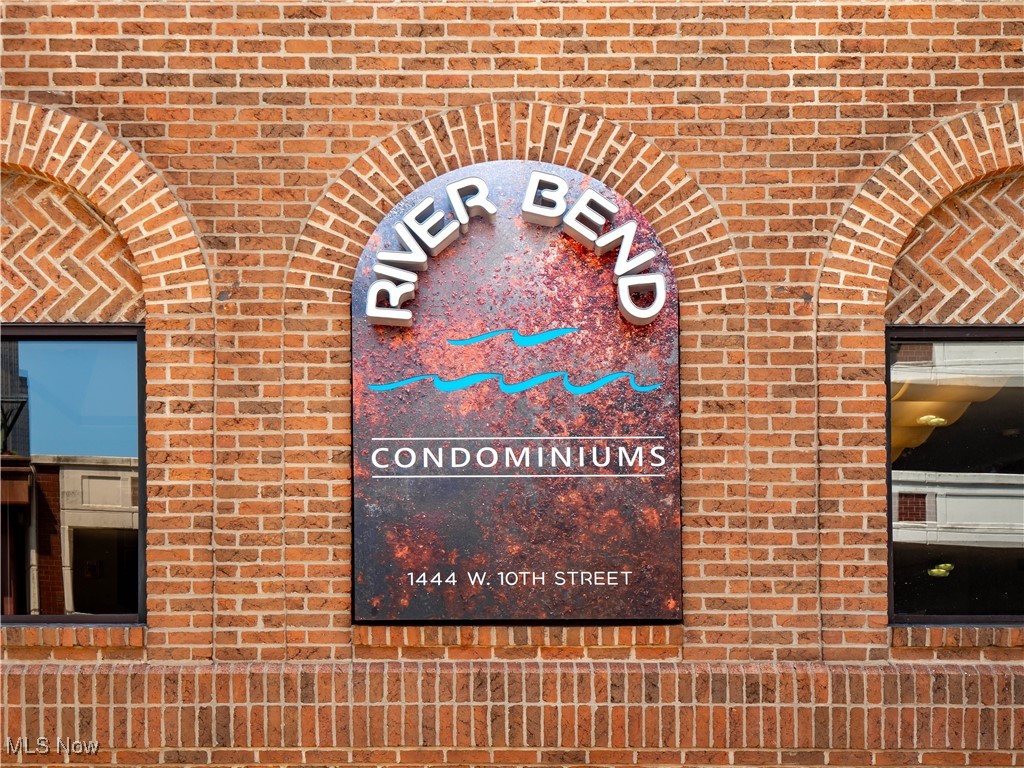 RIVER BEND
CONDOMINIUMS
1444 W. 10TH STREET
MLS Now